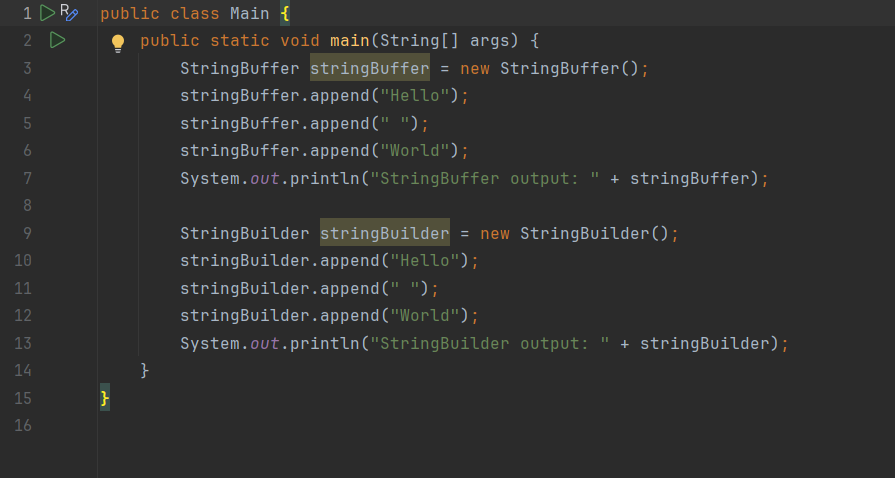 1 public class Main {
2 public static void main(String[] args) {
3 StringBuffer stringBuffer = new StringBuffer();
4 stringBuffer.append("Hello");
5 stringBuffer.append(" ");
6 stringBuffer.append("World");
7 System.out.println("StringBuffer output: " + stringBuffer);
8
9 StringBuilder stringBuilder = new StringBuilder();
10 stringBuilder.append("Hello");
11 stringBuilder.append(" ");
12 stringBuilder.append("World");
13 System.out.println("StringBuilder output: " + stringBuilder);
14 }
15 }
16